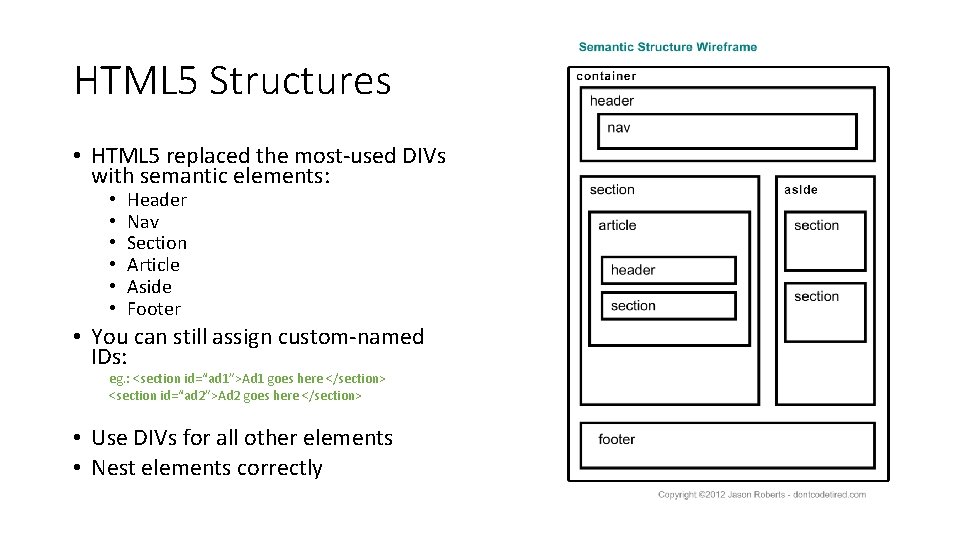 HTML5 Structures
• HTML5 replaced the most-used DIVs
with semantic elements:
• Header
• Nav
• Section
• Article
• Aside
• Footer
• You can still assign custom-named
IDs:
eg.: <section id=“ad1”>Ad1 goes here </section>
<section id=“ad2”>Ad2 goes here </section>
• Use DIVs for all other elements
• Nest elements correctly
Semantic Structure Wireframe
container
header
nav
section
article
header
section
aside
section
section
footer
Copyright ©2012 Jason Roberts - dontcodetired.com